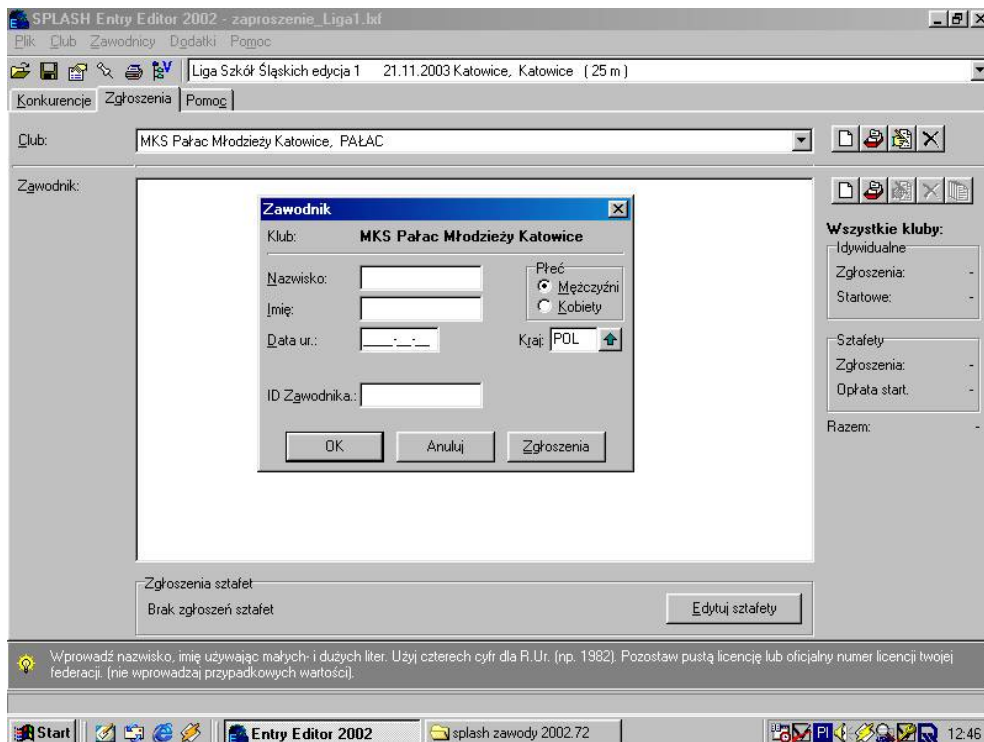 SPLASH Entry Editor 2002 - zaproszenie_Liga1.lxf
Plik Club Zawodnicy Dodatki Pomoc
Liga Szkół Śląskich edycja 1 21.11.2003 Katowice, Katowice ( 25 m )
Konkurencje Zgłoszenia Pomoc
Club: MKS Pałac Młodzieży Katowice, PAŁAC
Zawodnik:
Zawodnik
Klub: MKS Pałac Młodzieży Katowice
Nazwisko:
Imię:
Data ur.: ____-__-__
ID Zawodnika.:
Płeć
Mężczyźni
Kobiety
Kraj: POL
OK Anuluj Zgłoszenia
Wszystkie kluby:
Idywidualne
Zgłoszenia: -
Startowe: -
Sztafety
Zgłoszenia: -
Opłata start. -
Razem: -
Zgłoszenia sztafet
Brak zgłoszeń sztafet
Edytuj sztafety
Wprowadź nazwisko, imię używając małych- i dużych liter. Użyj czterech cyfr dla R.Ur. (np. 1982). Pozostaw pustą licencję lub oficjalny numer licencji twojej
federacji. (nie wprowadzaj przypadkowych wartości).
Start Entry Editor 2002 splash zawody 2002.72 Pl 12:46